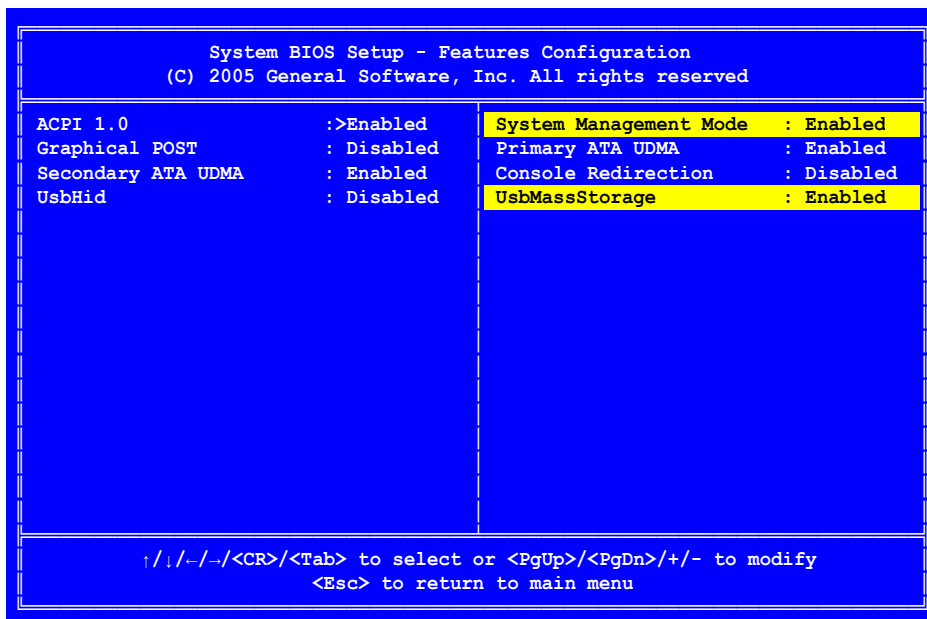 System BIOS Setup - Features Configuration
(C) 2005 General Software, Inc. All rights reserved
ACPI 1.0 :>Enabled System Management Mode : Enabled
Graphical POST : Disabled Primary ATA UDMA : Enabled
Secondary ATA UDMA : Enabled Console Redirection : Disabled
UsbHid : Disabled UsbMassStorage : Enabled
↑/↓/←/→/<CR>/<Tab> to select or <PgUp>/<PgDn>/+/- to modify
<Esc> to return to main menu